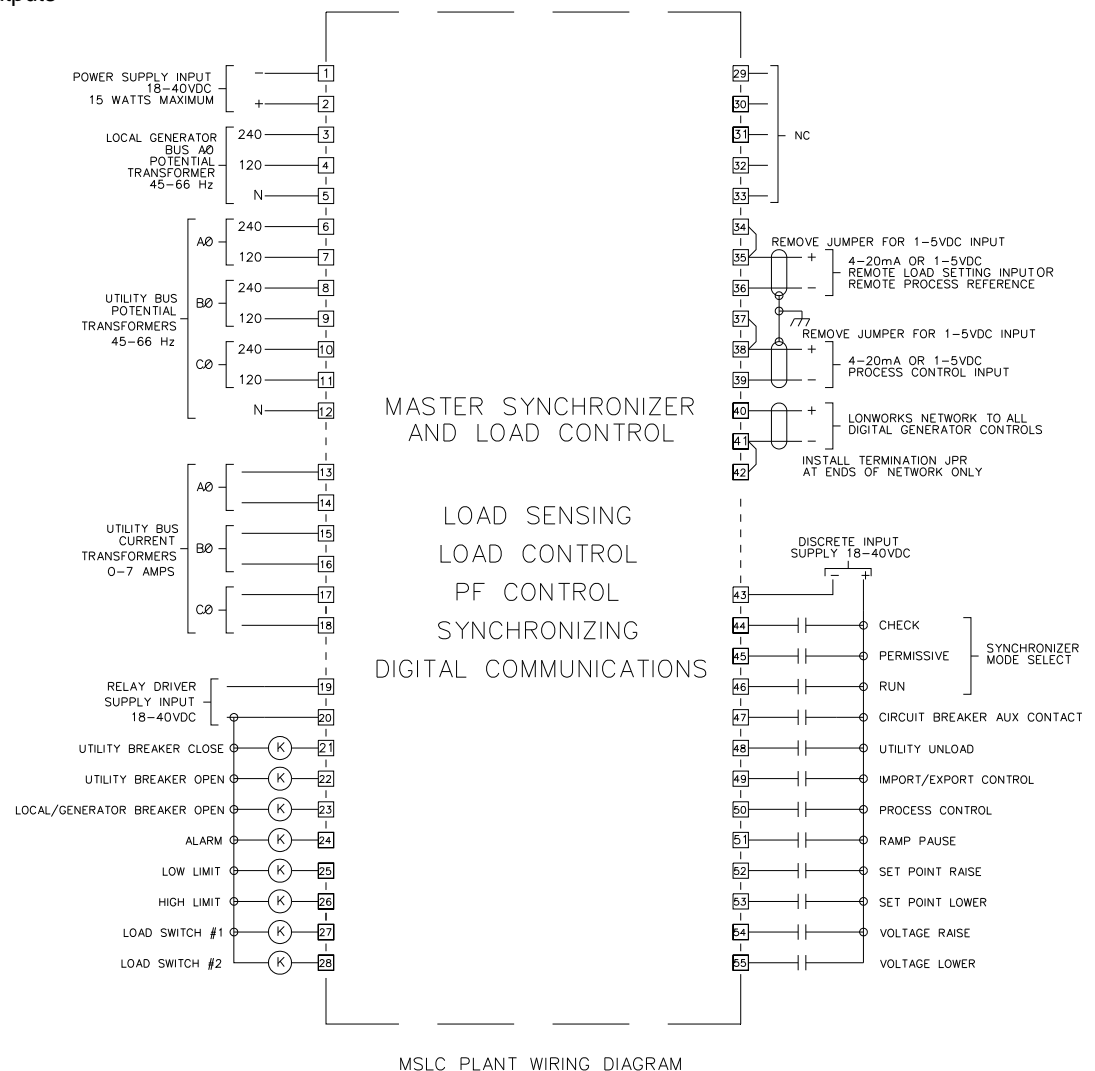 POWER SUPPLY INPUT
18-40VDC
15 WATTS MAXIMUM
-
1
+
2
LOCAL GENERATOR
BUS AØ
POTENTIAL
TRANSFORMER
45-66 Hz
240
3
120
4
N
5
UTILITY BUS
POTENTIAL
TRANSFORMERS
45-66 Hz
AØ
240
6
120
7
BØ
240
8
120
9
CØ
240
10
120
11
N
12
UTILITY BUS
CURRENT
TRANSFORMERS
0-7 AMPS
AØ
13
14
BØ
15
16
CØ
17
18
RELAY DRIVER
SUPPLY INPUT
18-40VDC
19
20
UTILITY BREAKER CLOSE K 21
UTILITY BREAKER OPEN K 22
LOCAL/GENERATOR BREAKER OPEN K 23
ALARM K 24
LOW LIMIT K 25
HIGH LIMIT K 26
LOAD SWITCH #1 K 27
LOAD SWITCH #2 K 28
MASTER SYNCHRONIZER
AND LOAD CONTROL
LOAD SENSING
LOAD CONTROL
PF CONTROL
SYNCHRONIZING
DIGITAL COMMUNICATIONS
29
30
31
32
33
NC
34
REMOVE JUMPER FOR 1-5VDC INPUT
35 +
36 -
4-20mA OR 1-5VDC
REMOTE LOAD SETTING INPUT OR
REMOTE PROCESS REFERENCE
37
REMOVE JUMPER FOR 1-5VDC INPUT
38 +
39 -
4-20mA OR 1-5VDC
PROCESS CONTROL INPUT
40 +
41 -
LONWORKS NETWORK TO ALL
DIGITAL GENERATOR CONTROLS
42
INSTALL TERMINATION JPR
AT ENDS OF NETWORK ONLY
DISCRETE INPUT
SUPPLY 18-40VDC
- +
43
44 CHECK
45 PERMISSIVE
46 RUN
SYNCHRONIZER
MODE SELECT
47 CIRCUIT BREAKER AUX CONTACT
48 UTILITY UNLOAD
49 IMPORT/EXPORT CONTROL
50 PROCESS CONTROL
51 RAMP PAUSE
52 SET POINT RAISE
53 SET POINT LOWER
54 VOLTAGE RAISE
55 VOLTAGE LOWER
MSLC PLANT WIRING DIAGRAM